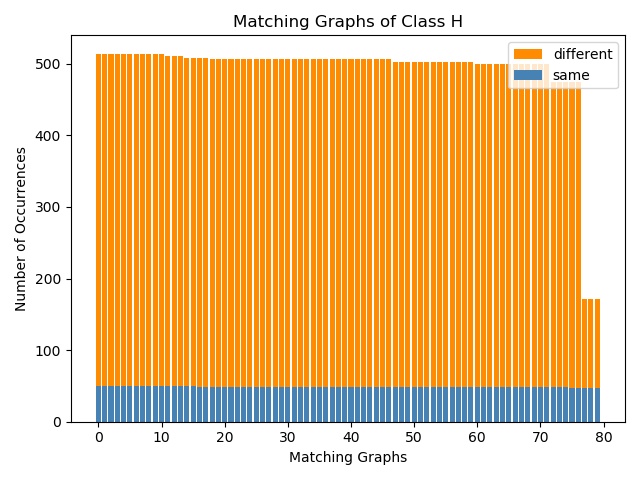 Matching Graphs of Class H
different
same
Number of Occurrences
500
400
300
200
100
0
0 10 20 30 40 50 60 70 80
Matching Graphs